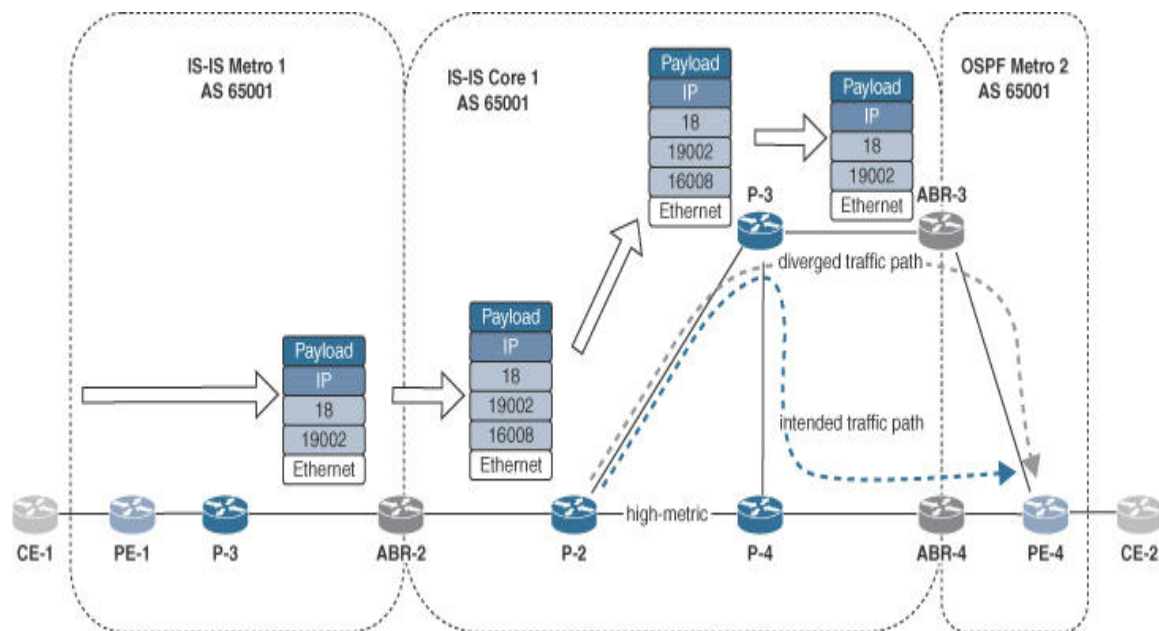 IS-IS Metro 1
AS 65001
IS-IS Core 1
AS 65001
OSPF Metro 2
AS 65001
Payload
IP
18
19002
16008
Ethernet
Payload
IP
18
19002
Ethernet
P-3
ABR-3
diverged traffic path
Payload
IP
18
19002
Ethernet
Payload
IP
18
19002
16008
Ethernet
intended traffic path
high-metric
CE-1
PE-1
P-3
ABR-2
P-2
P-4
ABR-4
PE-4
CE-2